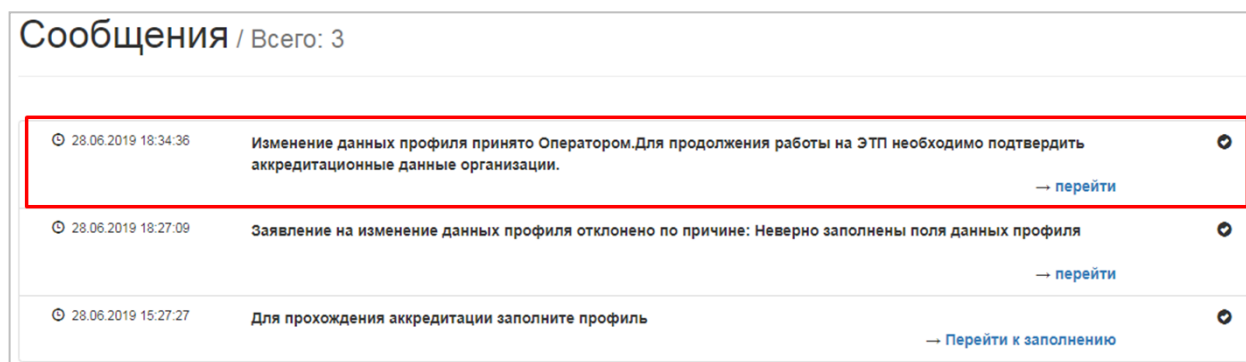 Сообщения / Всего: 3
28.06.2019 18:34:36
Изменение данных профиля принято Оператором.Для продолжения работы на ЭТП необходимо подтвердить
аккредитационные данные организации.
→ перейти
28.06.2019 18:27:09
Заявление на изменение данных профиля отклонено по причине: Неверно заполнены поля данных профиля
→ перейти
28.06.2019 15:27:27
Для прохождения аккредитации заполните профиль
→ Перейти к заполнению